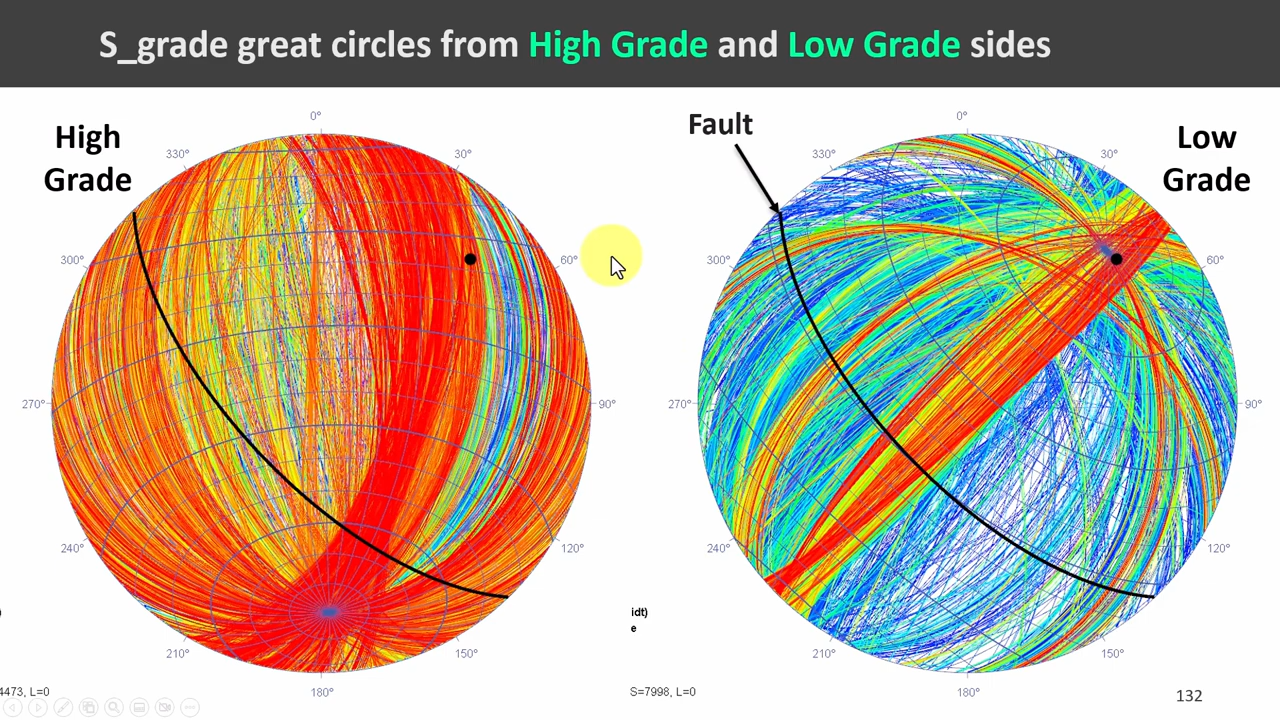 S_grade great circles from High Grade and Low Grade sides
High
Grade
Fault
Low
Grade
0°
330°
30°
300°
60°
270°
90°
240°
120°
210°
150°
180°
0°
330°
30°
300°
60°
270°
90°
240°
120°
210°
150°
180°
)
idt)
e
4473, L=0
S=7998, L=0
132